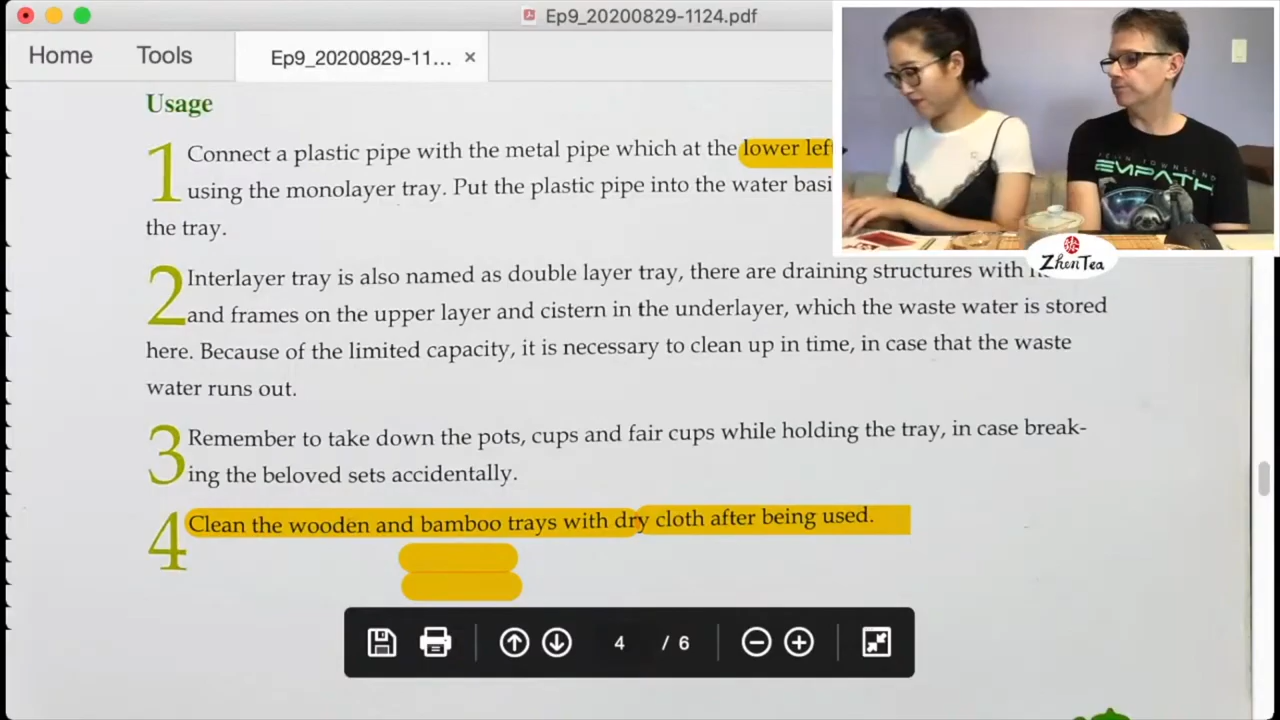 Ep9_20200829-1124.pdf
Home
Tools
Ep9_20200829-11... ×
Usage
1 Connect a plastic pipe with the metal pipe which at the lower left
using the monolayer tray. Put the plastic pipe into the water basi
the tray.
2 Interlayer tray is also named as double layer tray, there are draining structures with
and frames on the upper layer and cistern in the underlayer, which the waste water is stored
here. Because of the limited capacity, it is necessary to clean up in time, in case that the waste
water runs out.
3 Remember to take down the pots, cups and fair cups while holding the tray, in case break-
ing the beloved sets accidentally.
4 Clean the wooden and bamboo trays with dry cloth after being used.
4 / 6
DEVIN TOWNSEND
EMPATH
ZhenTea